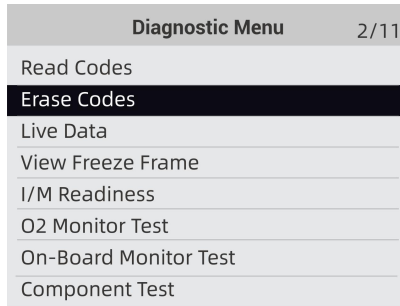 Diagnostic Menu 2/11
Read Codes
Erase Codes
Live Data
View Freeze Frame
I/M Readiness
O2 Monitor Test
On-Board Monitor Test
Component Test